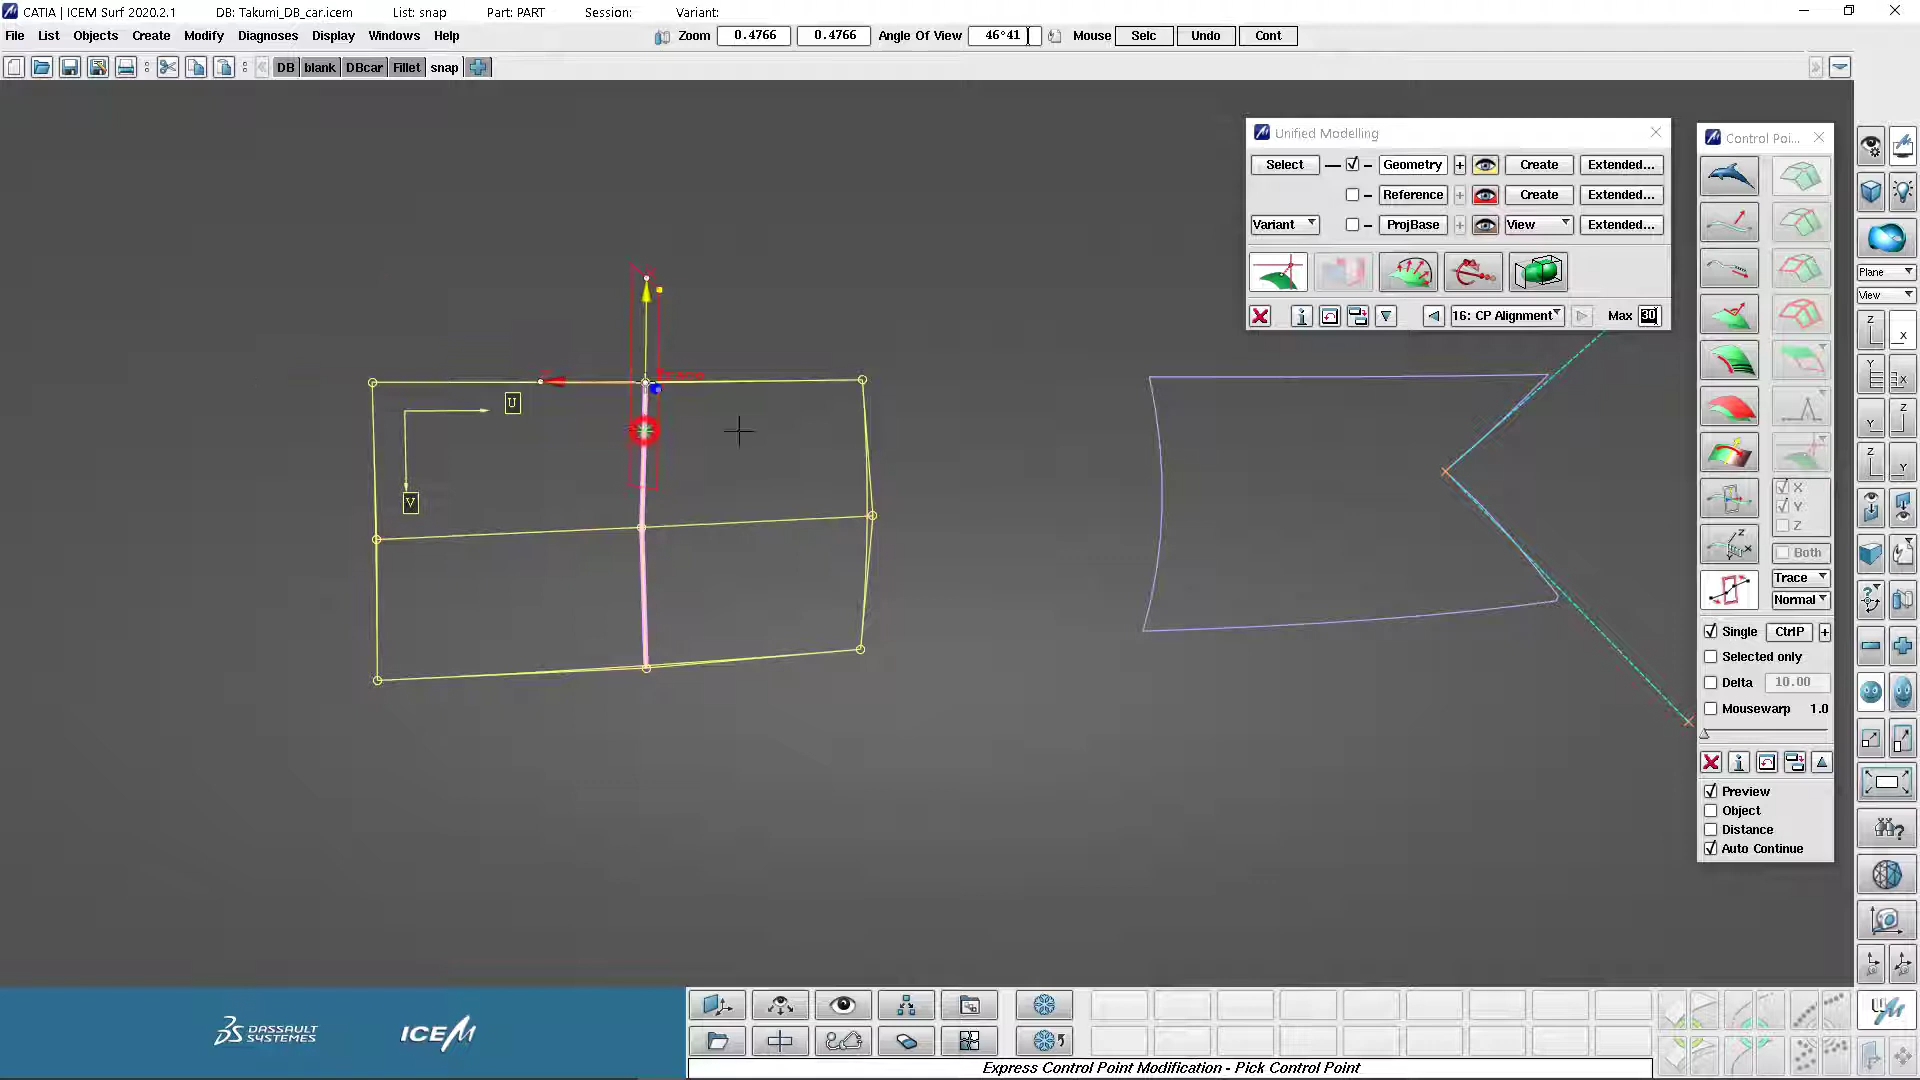 CATIA | ICEM Surf 2020.2.1 DB: Takumi_DB_car.icem List: snap Part: PART Session: Variant:
File List Objects Create Modify Diagnoses Display Windows Help Zoom 0.4766 0.4766 Angle Of View 46°41 Mouse Selc Undo Cont
DB blank DBcar Fillet snap
Unified Modelling
Select Geometry + Create Extended...
Reference + Create Extended...
Variant ProjBase + View Extended...
16: CP Alignment Max 30
Control Poi...
X
Y
Z
Both
Trace
Normal
Single CtrlP +
Selected only
Delta 10.00
Mousewarp 1.0
Preview
Object
Distance
Auto Continue
Plane
View
Z X
Y Z
Y X
Z Y
U
V
DASSAULT SYSTEMES
ICEM
Express Control Point Modification - Pick Control Point